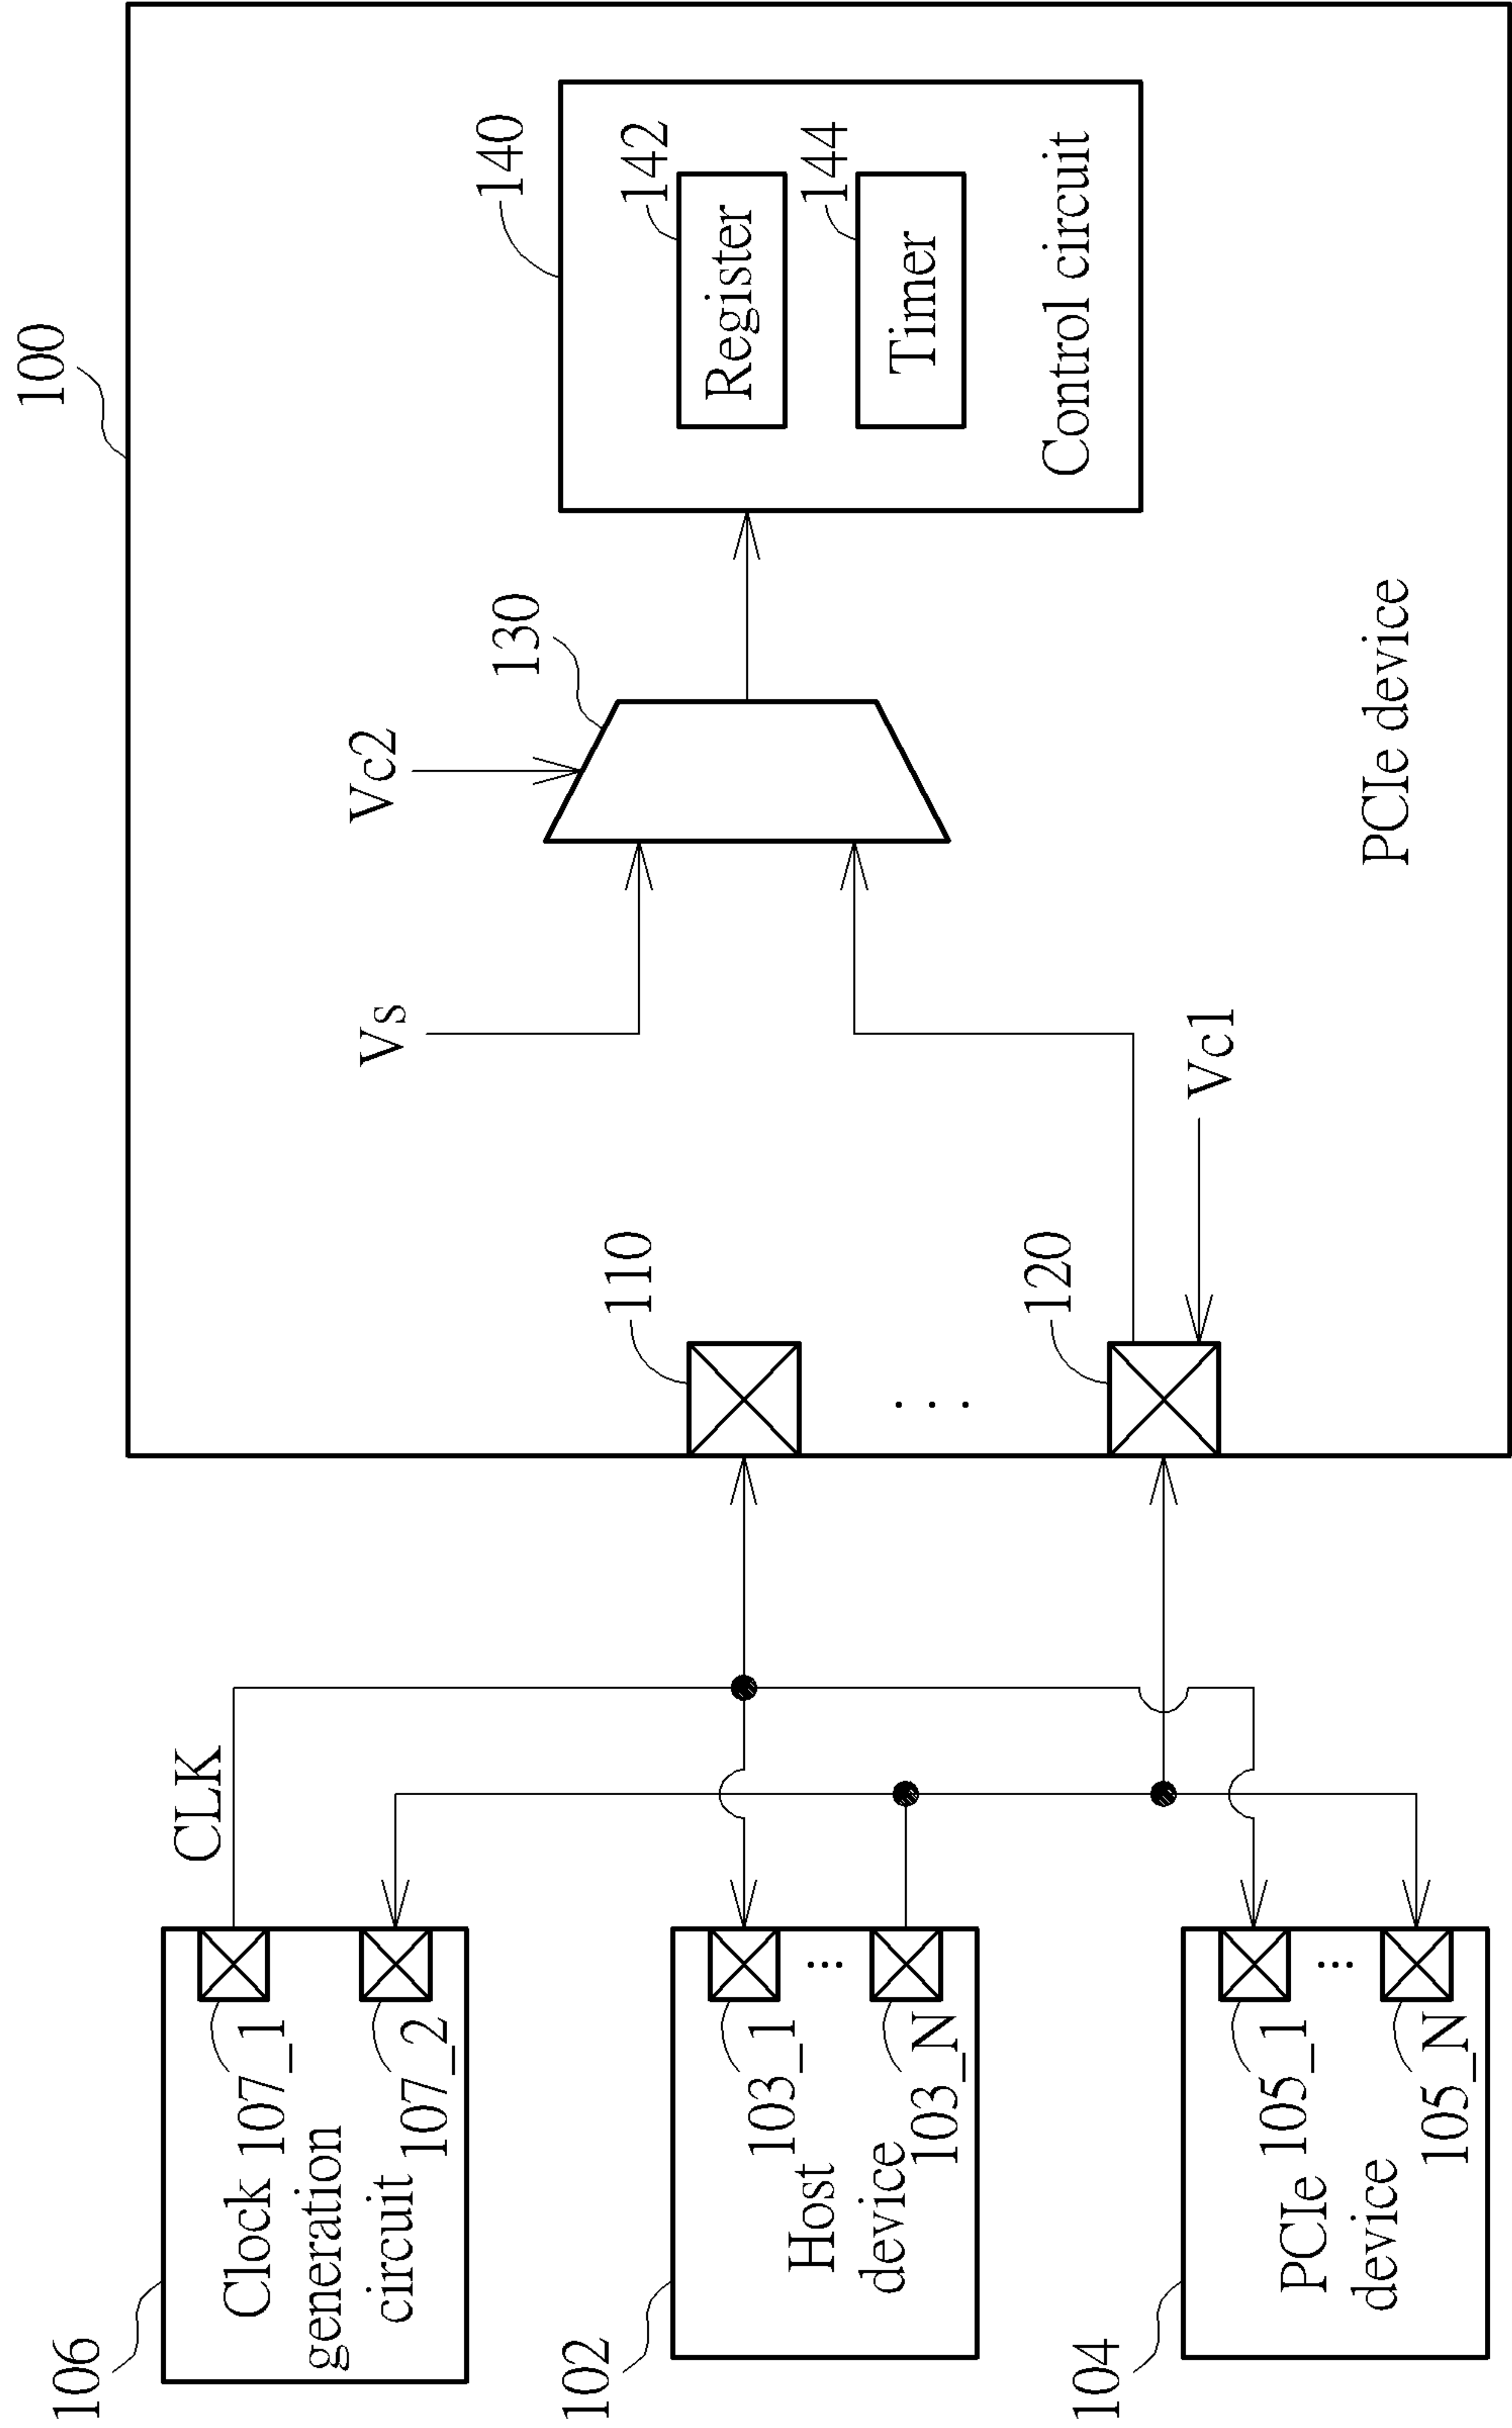 100
140
142
Register
144
Timer
Control circuit
130
Vc2
Vs
Vc1
110
120
...
PCIe device
CLK
106
107_1
107_2
Clock
generation
circuit
102
103_1
...
103_N
Host
device
104
105_1
...
105_N
PCIe
device